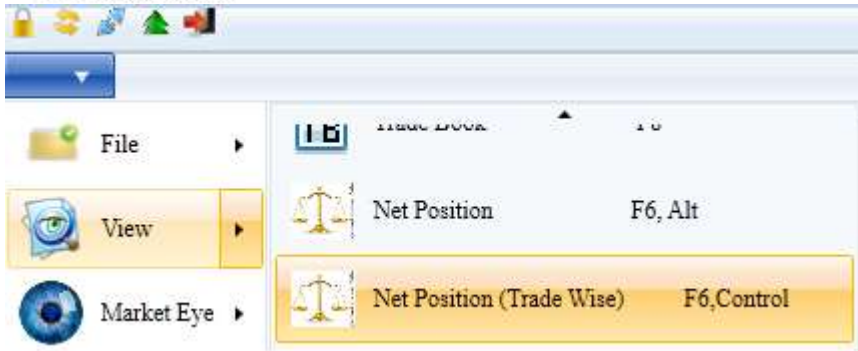 File
View
Market Eye
Net Position F6, Alt
Net Position (Trade Wise) F6,Control